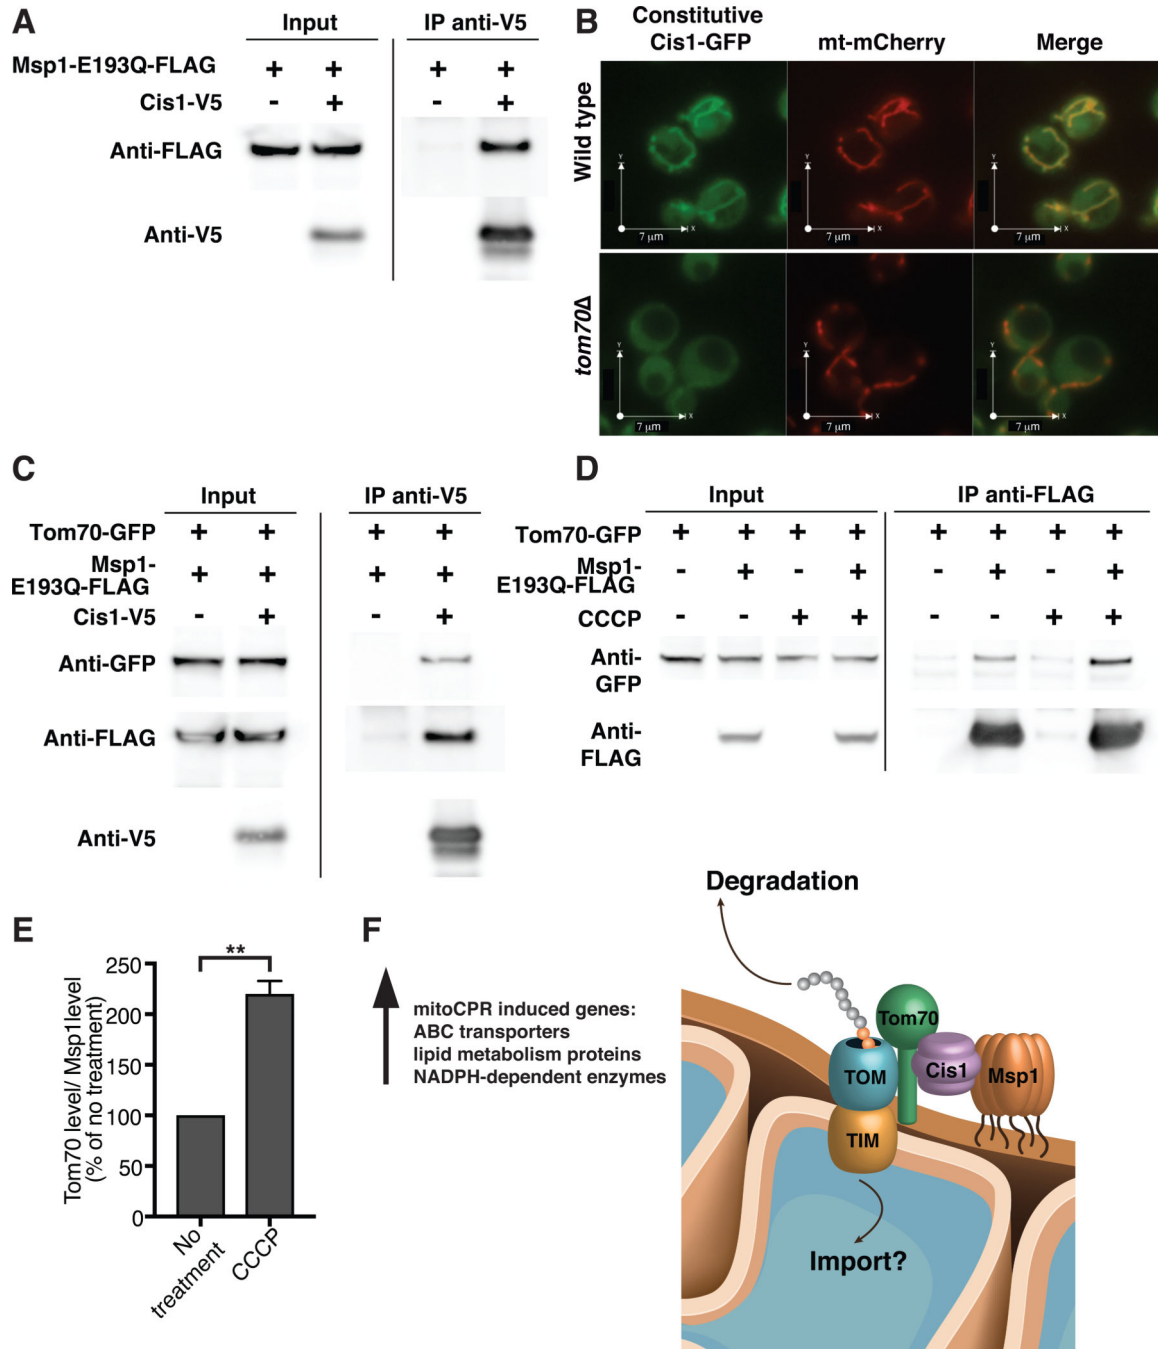 A
Input
IP anti-V5
Msp1-E193Q-FLAG + + + +
Cis1-V5 - + - +
Anti-FLAG
Anti-V5
B
Constitutive
Cis1-GFP
mt-mCherry
Merge
Wild type
Y
X
7 μm
Y
X
7 μm
Y
X
7 μm
tom70Δ
Y
X
7 μm
Y
X
7 μm
Y
X
7 μm
C
Input
IP anti-V5
Tom70-GFP + + + +
Msp1-
E193Q-FLAG + + + +
Cis1-V5 - + - +
Anti-GFP
Anti-FLAG
Anti-V5
D
Input
IP anti-FLAG
Tom70-GFP + + + + + + + +
Msp1-
E193Q-FLAG - + - + - + - +
CCCP - - + + - - + +
Anti-
GFP
Anti-
FLAG
E
Tom70 level/ Msp1level
(% of no treatment)
250
200
150
100
50
0
**
No
treatment
CCCP
F
mitoCPR induced genes:
ABC transporters
lipid metabolism proteins
NADPH-dependent enzymes
Degradation
Tom70
TOM
Cis1
Msp1
TIM
Import?